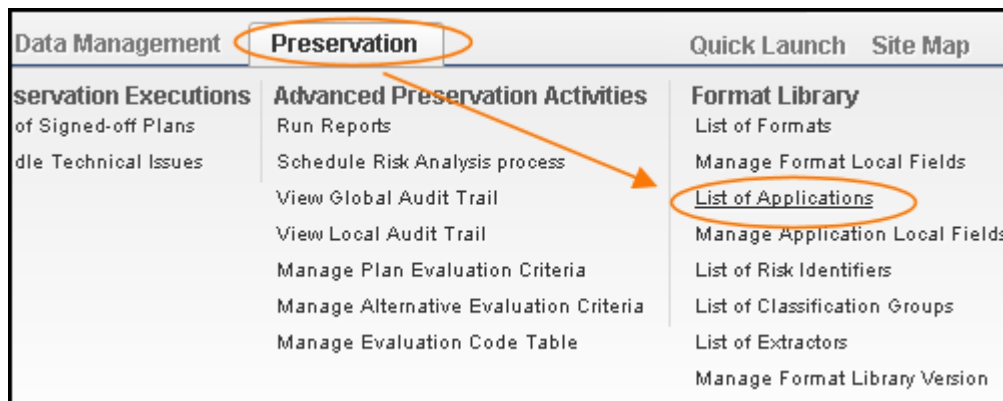 Data Management Preservation Quick Launch Site Map
servation Executions
of Signed-off Plans
dle Technical Issues
Advanced Preservation Activities
Run Reports
Schedule Risk Analysis process
View Global Audit Trail
View Local Audit Trail
Manage Plan Evaluation Criteria
Manage Alternative Evaluation Criteria
Manage Evaluation Code Table
Format Library
List of Formats
Manage Format Local Fields
List of Applications
Manage Application Local Fields
List of Risk Identifiers
List of Classification Groups
List of Extractors
Manage Format Library Version